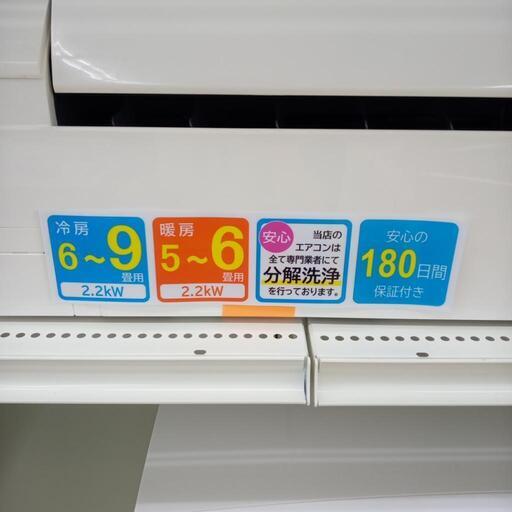 冷房
6～9
畳用
2.2kW
暖房
5～6
畳用
2.2kW
安心
当店の
エアコンは
全て専門業者にて
分解洗浄
を行っております。
安心の
180日間
保証付き